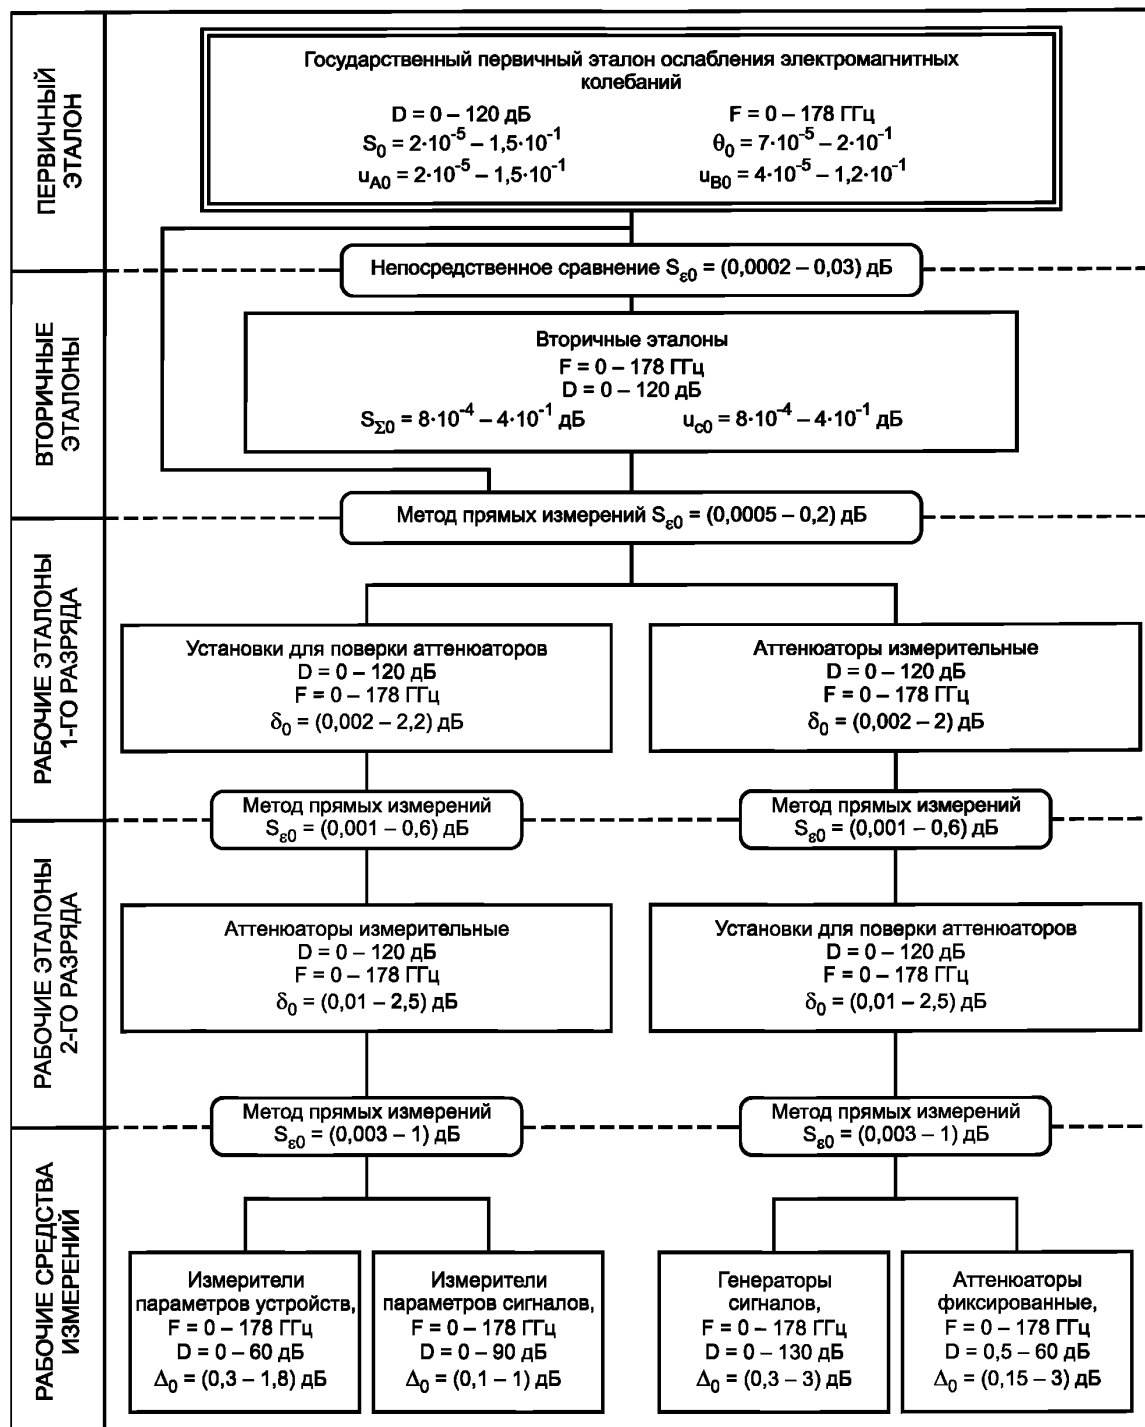 ПЕРВИЧНЫЙ
ЭТАЛОН
Государственный первичный эталон ослабления электромагнитных
колебаний
D = 0 – 120 дБ
F = 0 – 178 ГГц
S₀ = 2·10⁻⁵ – 1,5·10⁻¹
θ₀ = 7·10⁻⁵ – 2·10⁻¹
u_A0 = 2·10⁻⁵ – 1,5·10⁻¹
u_B0 = 4·10⁻⁵ – 1,2·10⁻¹
Непосредственное сравнение S_ε0 = (0,0002 – 0,03) дБ
ВТОРИЧНЫЕ
ЭТАЛОНЫ
Вторичные эталоны
F = 0 – 178 ГГц
D = 0 – 120 дБ
S_Σ0 = 8·10⁻⁴ – 4·10⁻¹ дБ
u_c0 = 8·10⁻⁴ – 4·10⁻¹ дБ
Метод прямых измерений S_ε0 = (0,0005 – 0,2) дБ
РАБОЧИЕ ЭТАЛОНЫ
1-ГО РАЗРЯДА
Установки для поверки аттенюаторов
D = 0 – 120 дБ
F = 0 – 178 ГГц
δ₀ = (0,002 – 2,2) дБ
Аттенюаторы измерительные
D = 0 – 120 дБ
F = 0 – 178 ГГц
δ₀ = (0,002 – 2) дБ
Метод прямых измерений
S_ε0 = (0,001 – 0,6) дБ
Метод прямых измерений
S_ε0 = (0,001 – 0,6) дБ
РАБОЧИЕ ЭТАЛОНЫ
2-ГО РАЗРЯДА
Аттенюаторы измерительные
D = 0 – 120 дБ
F = 0 – 178 ГГц
δ₀ = (0,01 – 2,5) дБ
Установки для поверки аттенюаторов
D = 0 – 120 дБ
F = 0 – 178 ГГц
δ₀ = (0,01 – 2,5) дБ
Метод прямых измерений
S_ε0 = (0,003 – 1) дБ
Метод прямых измерений
S_ε0 = (0,003 – 1) дБ
РАБОЧИЕ СРЕДСТВА
ИЗМЕРЕНИЙ
Измерители
параметров устройств,
F = 0 – 178 ГГц
D = 0 – 60 дБ
Δ₀ = (0,3 – 1,8) дБ
Измерители
параметров сигналов,
F = 0 – 178 ГГц
D = 0 – 90 дБ
Δ₀ = (0,1 – 1) дБ
Генераторы
сигналов,
F = 0 – 178 ГГц
D = 0 – 130 дБ
Δ₀ = (0,3 – 3) дБ
Аттенюаторы
фиксированные,
F = 0 – 178 ГГц
D = 0,5 – 60 дБ
Δ₀ = (0,15 – 3) дБ